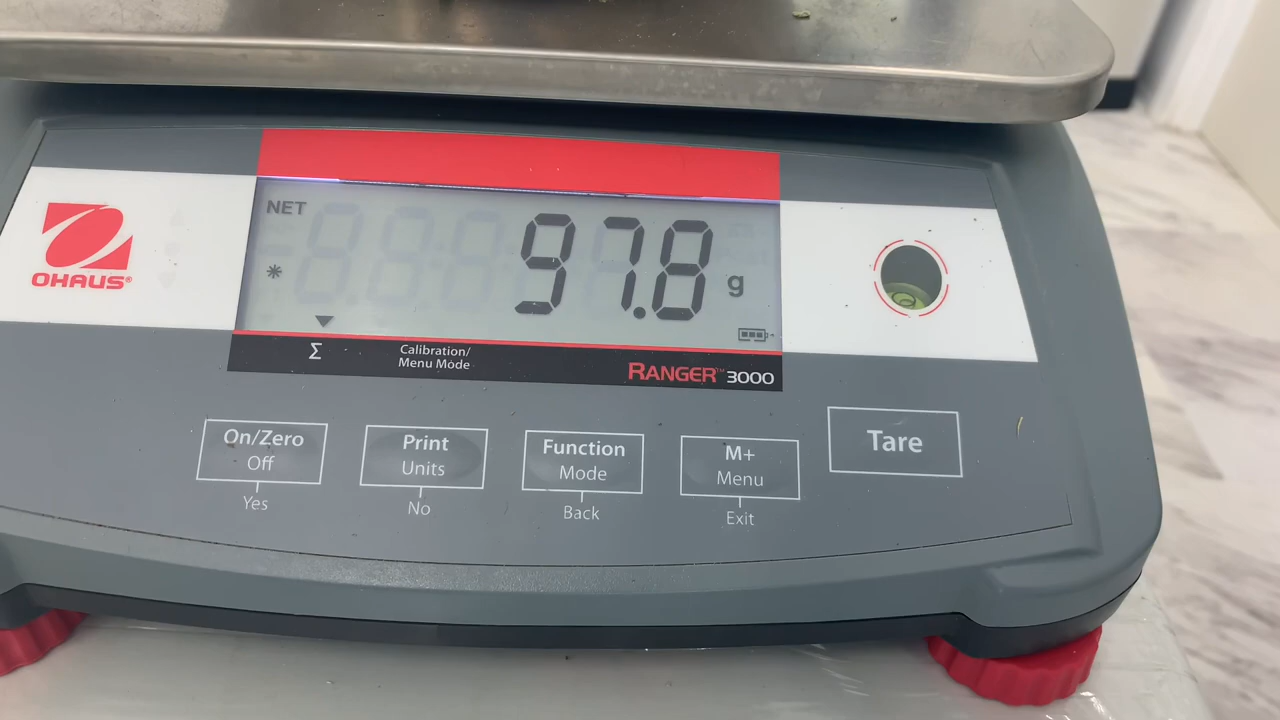 OHAUS®
NET
*
97.8 g
Σ
Calibration/
Menu Mode
RANGER™ 3000
On/Zero
Off
Yes
Print
Units
No
Function
Mode
Back
M+
Menu
Exit
Tare